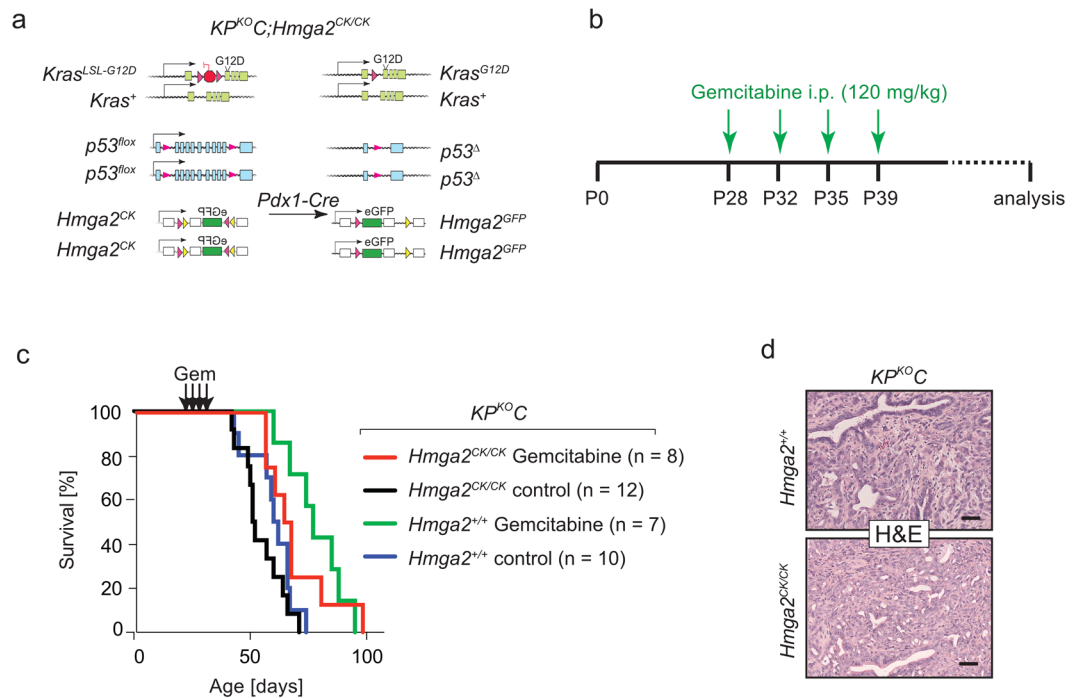 a
KP^KO C;Hmga2^CK/CK
Kras^LSL-G12D
G12D
G12D
Kras^G12D
Kras^+
Kras^+
p53^flox
p53^Δ
p53^flox
p53^Δ
Pdx1-Cre
Hmga2^CK
eGFP
eGFP
Hmga2^GFP
Hmga2^CK
eGFP
eGFP
Hmga2^GFP
b
Gemcitabine i.p. (120 mg/kg)
P0 P28 P32 P35 P39 analysis
c
Gem
100
80
60
40
20
0
Survival [%]
0 50 100
Age [days]
KP^KO C
Hmga2^CK/CK Gemcitabine (n = 8)
Hmga2^CK/CK control (n = 12)
Hmga2^+/+ Gemcitabine (n = 7)
Hmga2^+/+ control (n = 10)
d
KP^KO C
Hmga2^+/+
H&E
Hmga2^CK/CK